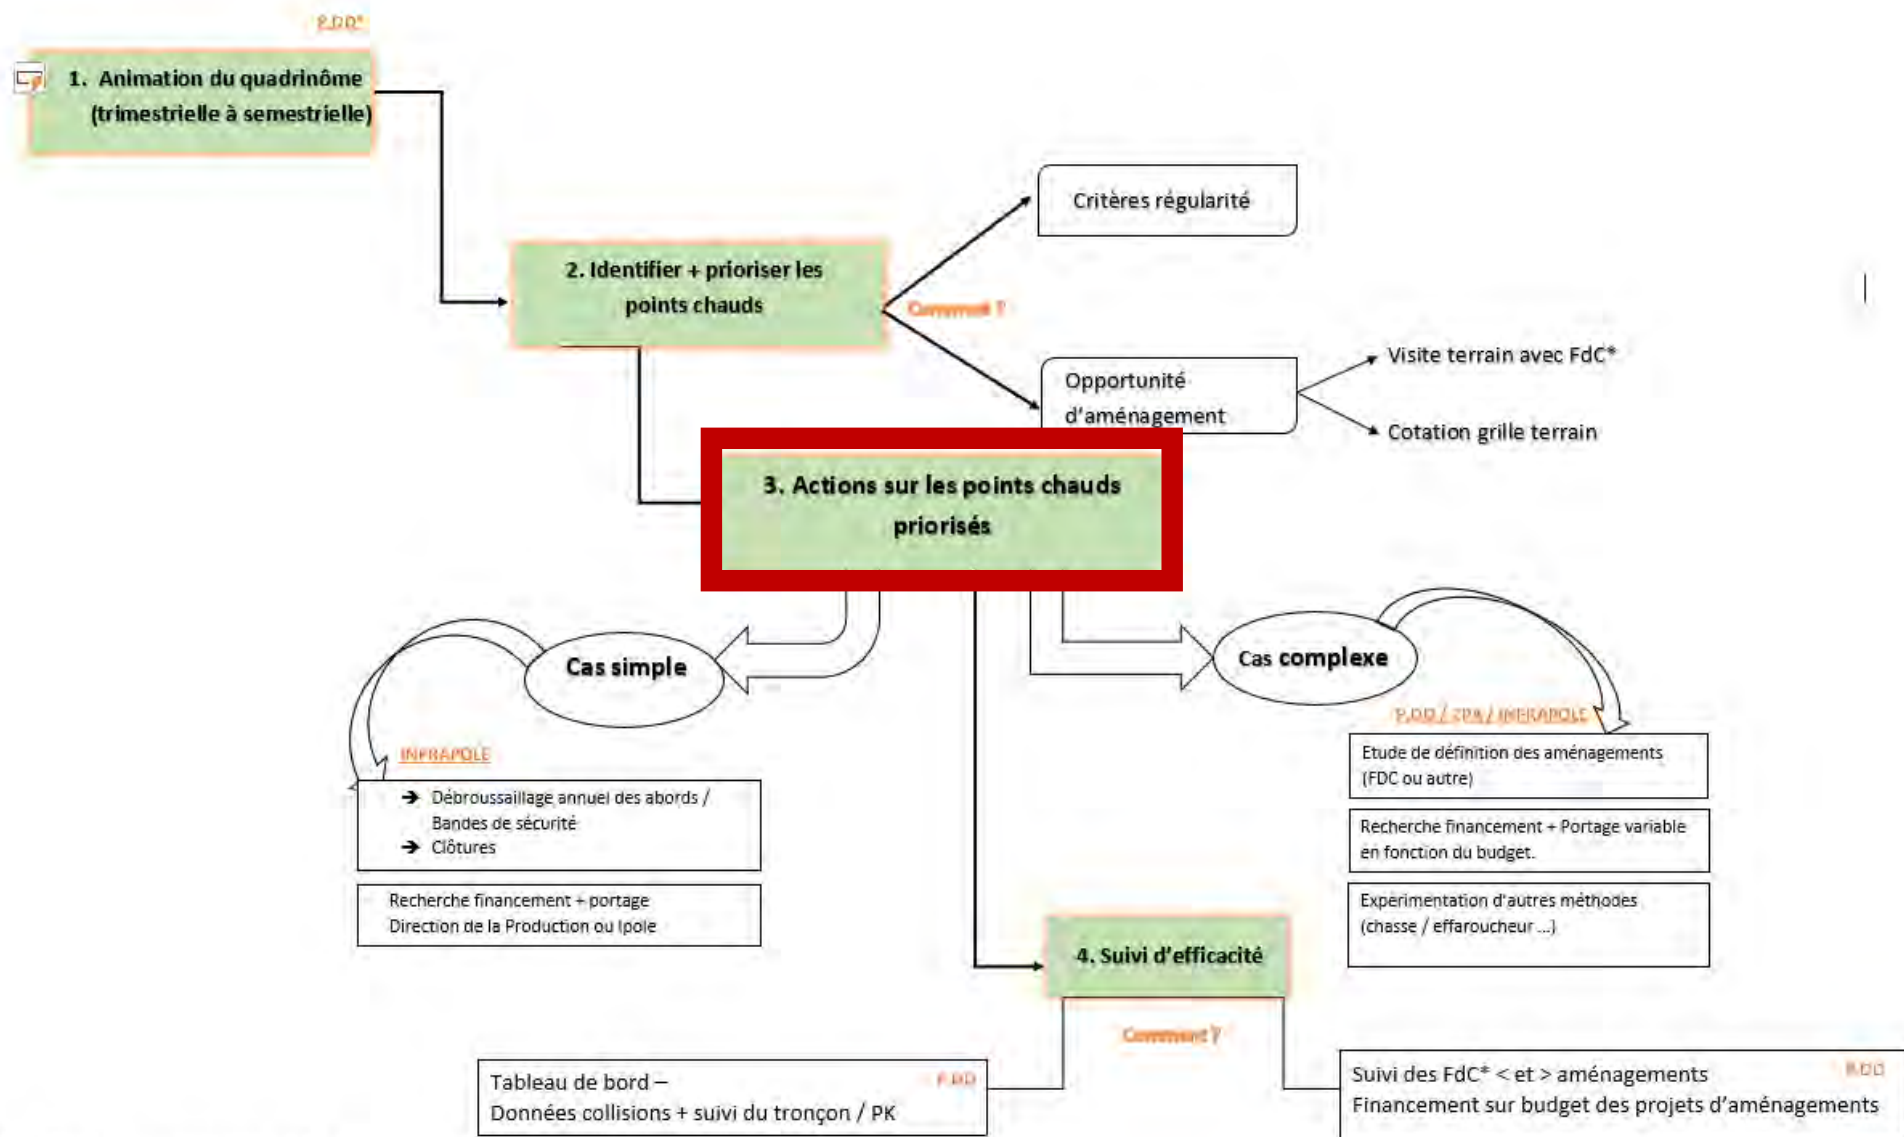 P.DD*
1. Animation du quadrinôme
(trimestrielle à semestrielle)
Critères régularité
2. Identifier + prioriser les
points chauds
Comment ?
Opportunité
d'aménagement
Visite terrain avec FdC*
Cotation grille terrain
3. Actions sur les points chauds
priorisés
Cas simple
Cas complexe
INFRAPOLE
→ Débroussaillage annuel des abords /
Bandes de sécurité
→ Clôtures
Recherche financement + portage
Direction de la Production ou Ipole
P.DD / ZPA / INFRAPOLE
Etude de définition des aménagements
(FDC ou autre)
Recherche financement + Portage variable
en fonction du budget.
Expérimentation d'autres méthodes
(chasse / effaroucheur ...)
4. Suivi d'efficacité
Comment ?
Tableau de bord –
P.DD
Données collisions + suivi du tronçon / PK
Suivi des FdC* < et > aménagements
P.DD
Financement sur budget des projets d'aménagements